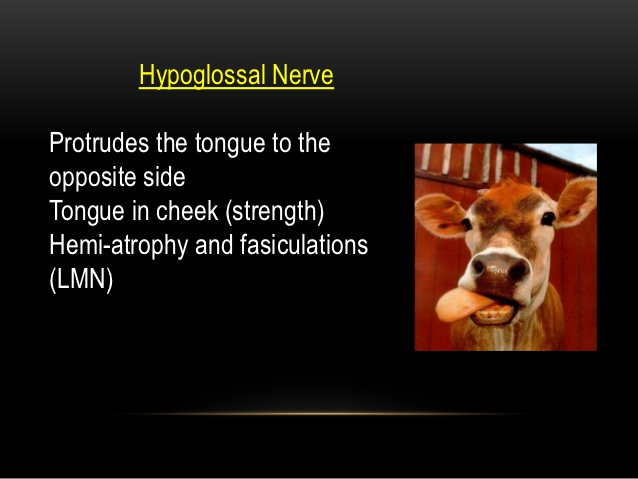 Hypoglossal Nerve
Protrudes the tongue to the
opposite side
Tongue in cheek (strength)
Hemi-atrophy and fasiculations
(LMN)